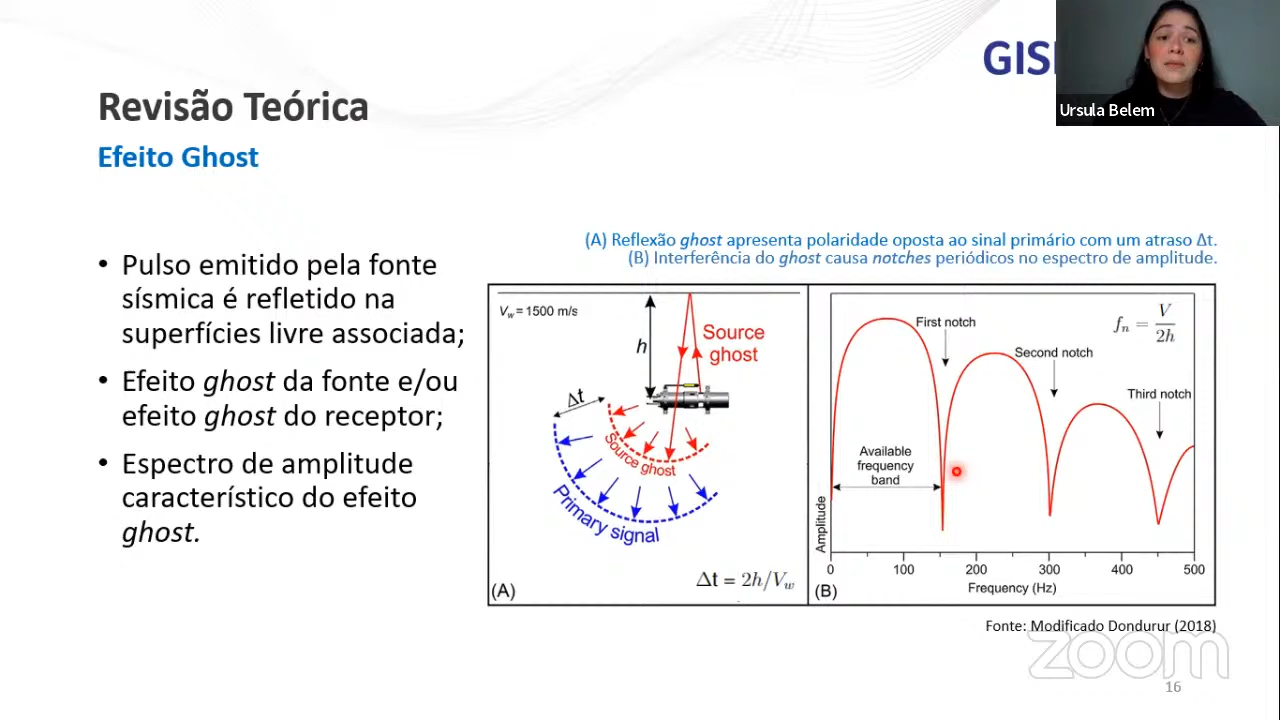 GIS
Ursula Belem
Revisão Teórica
Efeito Ghost
• Pulso emitido pela fonte
sísmica é refletido na
superfícies livre associada;
• Efeito ghost da fonte e/ou
efeito ghost do receptor;
• Espectro de amplitude
característico do efeito
ghost.
(A) Reflexão ghost apresenta polaridade oposta ao sinal primário com um atraso Δt.
(B) Interferência do ghost causa notches periódicos no espectro de amplitude.
V_w = 1500 m/s
h
Source
ghost
Δt
Source ghost
Primary signal
Δt = 2h/V_w
(A)
First notch
Second notch
Third notch
f_n = V/2h
Available
frequency
band
Amplitude
0 100 200 300 400 500
Frequency (Hz)
(B)
Fonte: Modificado Dondurur (2018)
zoom
16